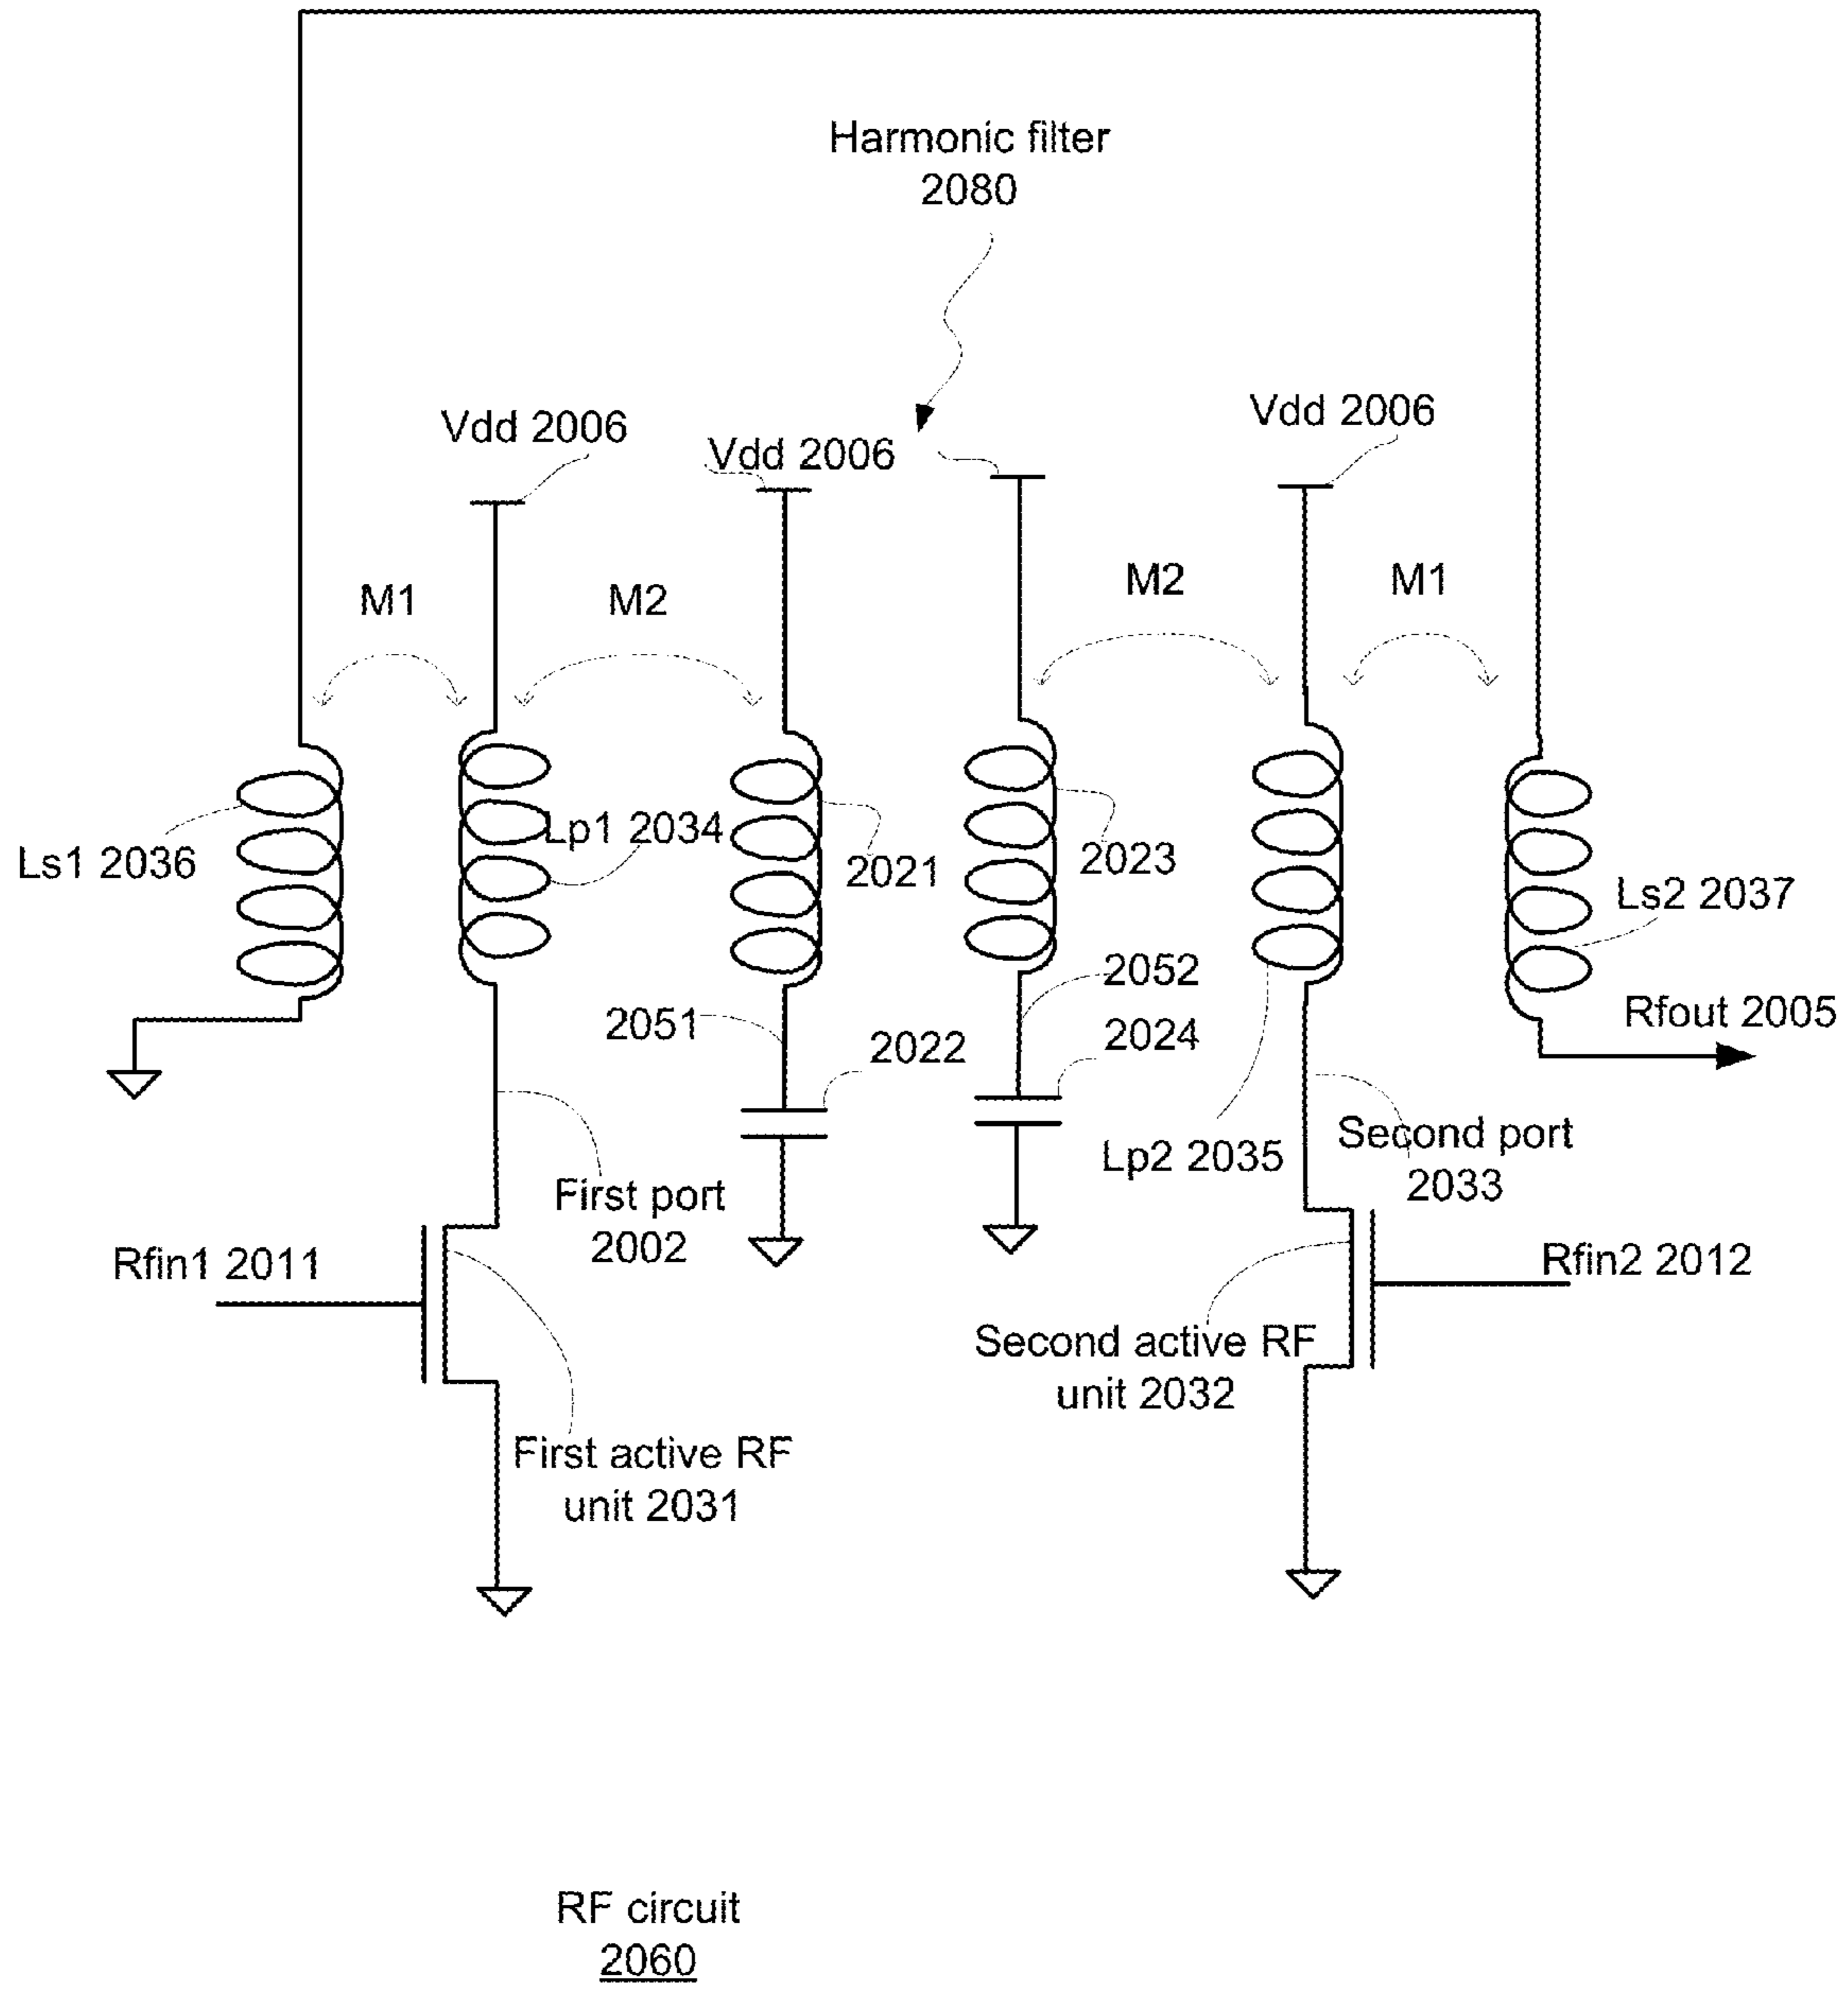 Harmonic filter
2080
Vdd 2006
Vdd 2006
Vdd 2006
M1
M2
M2
M1
Ls1 2036
Lp1 2034
2021
2023
Ls2 2037
2051
2022
2052
2024
Rfout 2005
Lp2 2035
Second port
2033
First port
2002
Rfin1 2011
Rfin2 2012
Second active RF
unit 2032
First active RF
unit 2031
RF circuit
2060